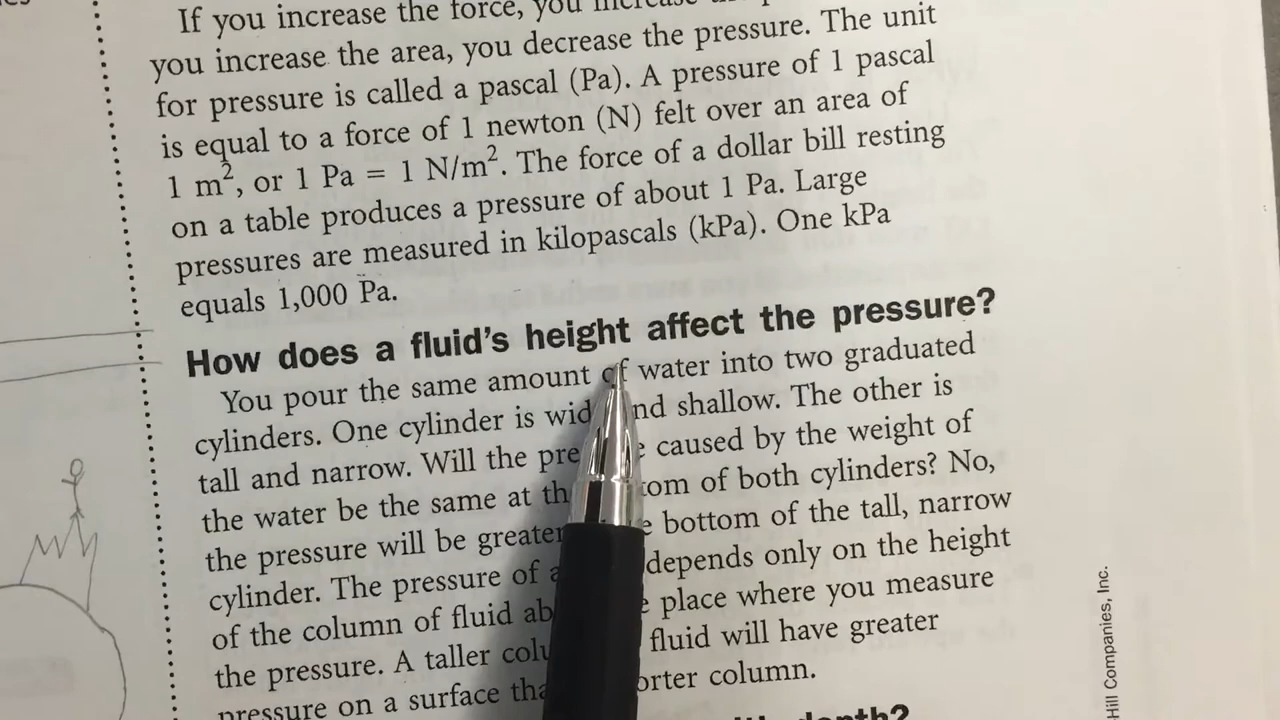 If you increase the force, you increase
you increase the area, you decrease the pressure. The unit
for pressure is called a pascal (Pa). A pressure of 1 pascal
is equal to a force of 1 newton (N) felt over an area of
1 m², or 1 Pa = 1 N/m². The force of a dollar bill resting
on a table produces a pressure of about 1 Pa. Large
pressures are measured in kilopascals (kPa). One kPa
equals 1,000 Pa.
How does a fluid's height affect the pressure?
You pour the same amount of water into two graduated
cylinders. One cylinder is wid nd shallow. The other is
tall and narrow. Will the pre e caused by the weight of
the water be the same at th tom of both cylinders? No,
the pressure will be greater e bottom of the tall, narrow
cylinder. The pressure of a depends only on the height
of the column of fluid ab e place where you measure
the pressure. A taller colu fluid will have greater
pressure on a surface tha orter column.
depth?
Hill Companies, Inc.